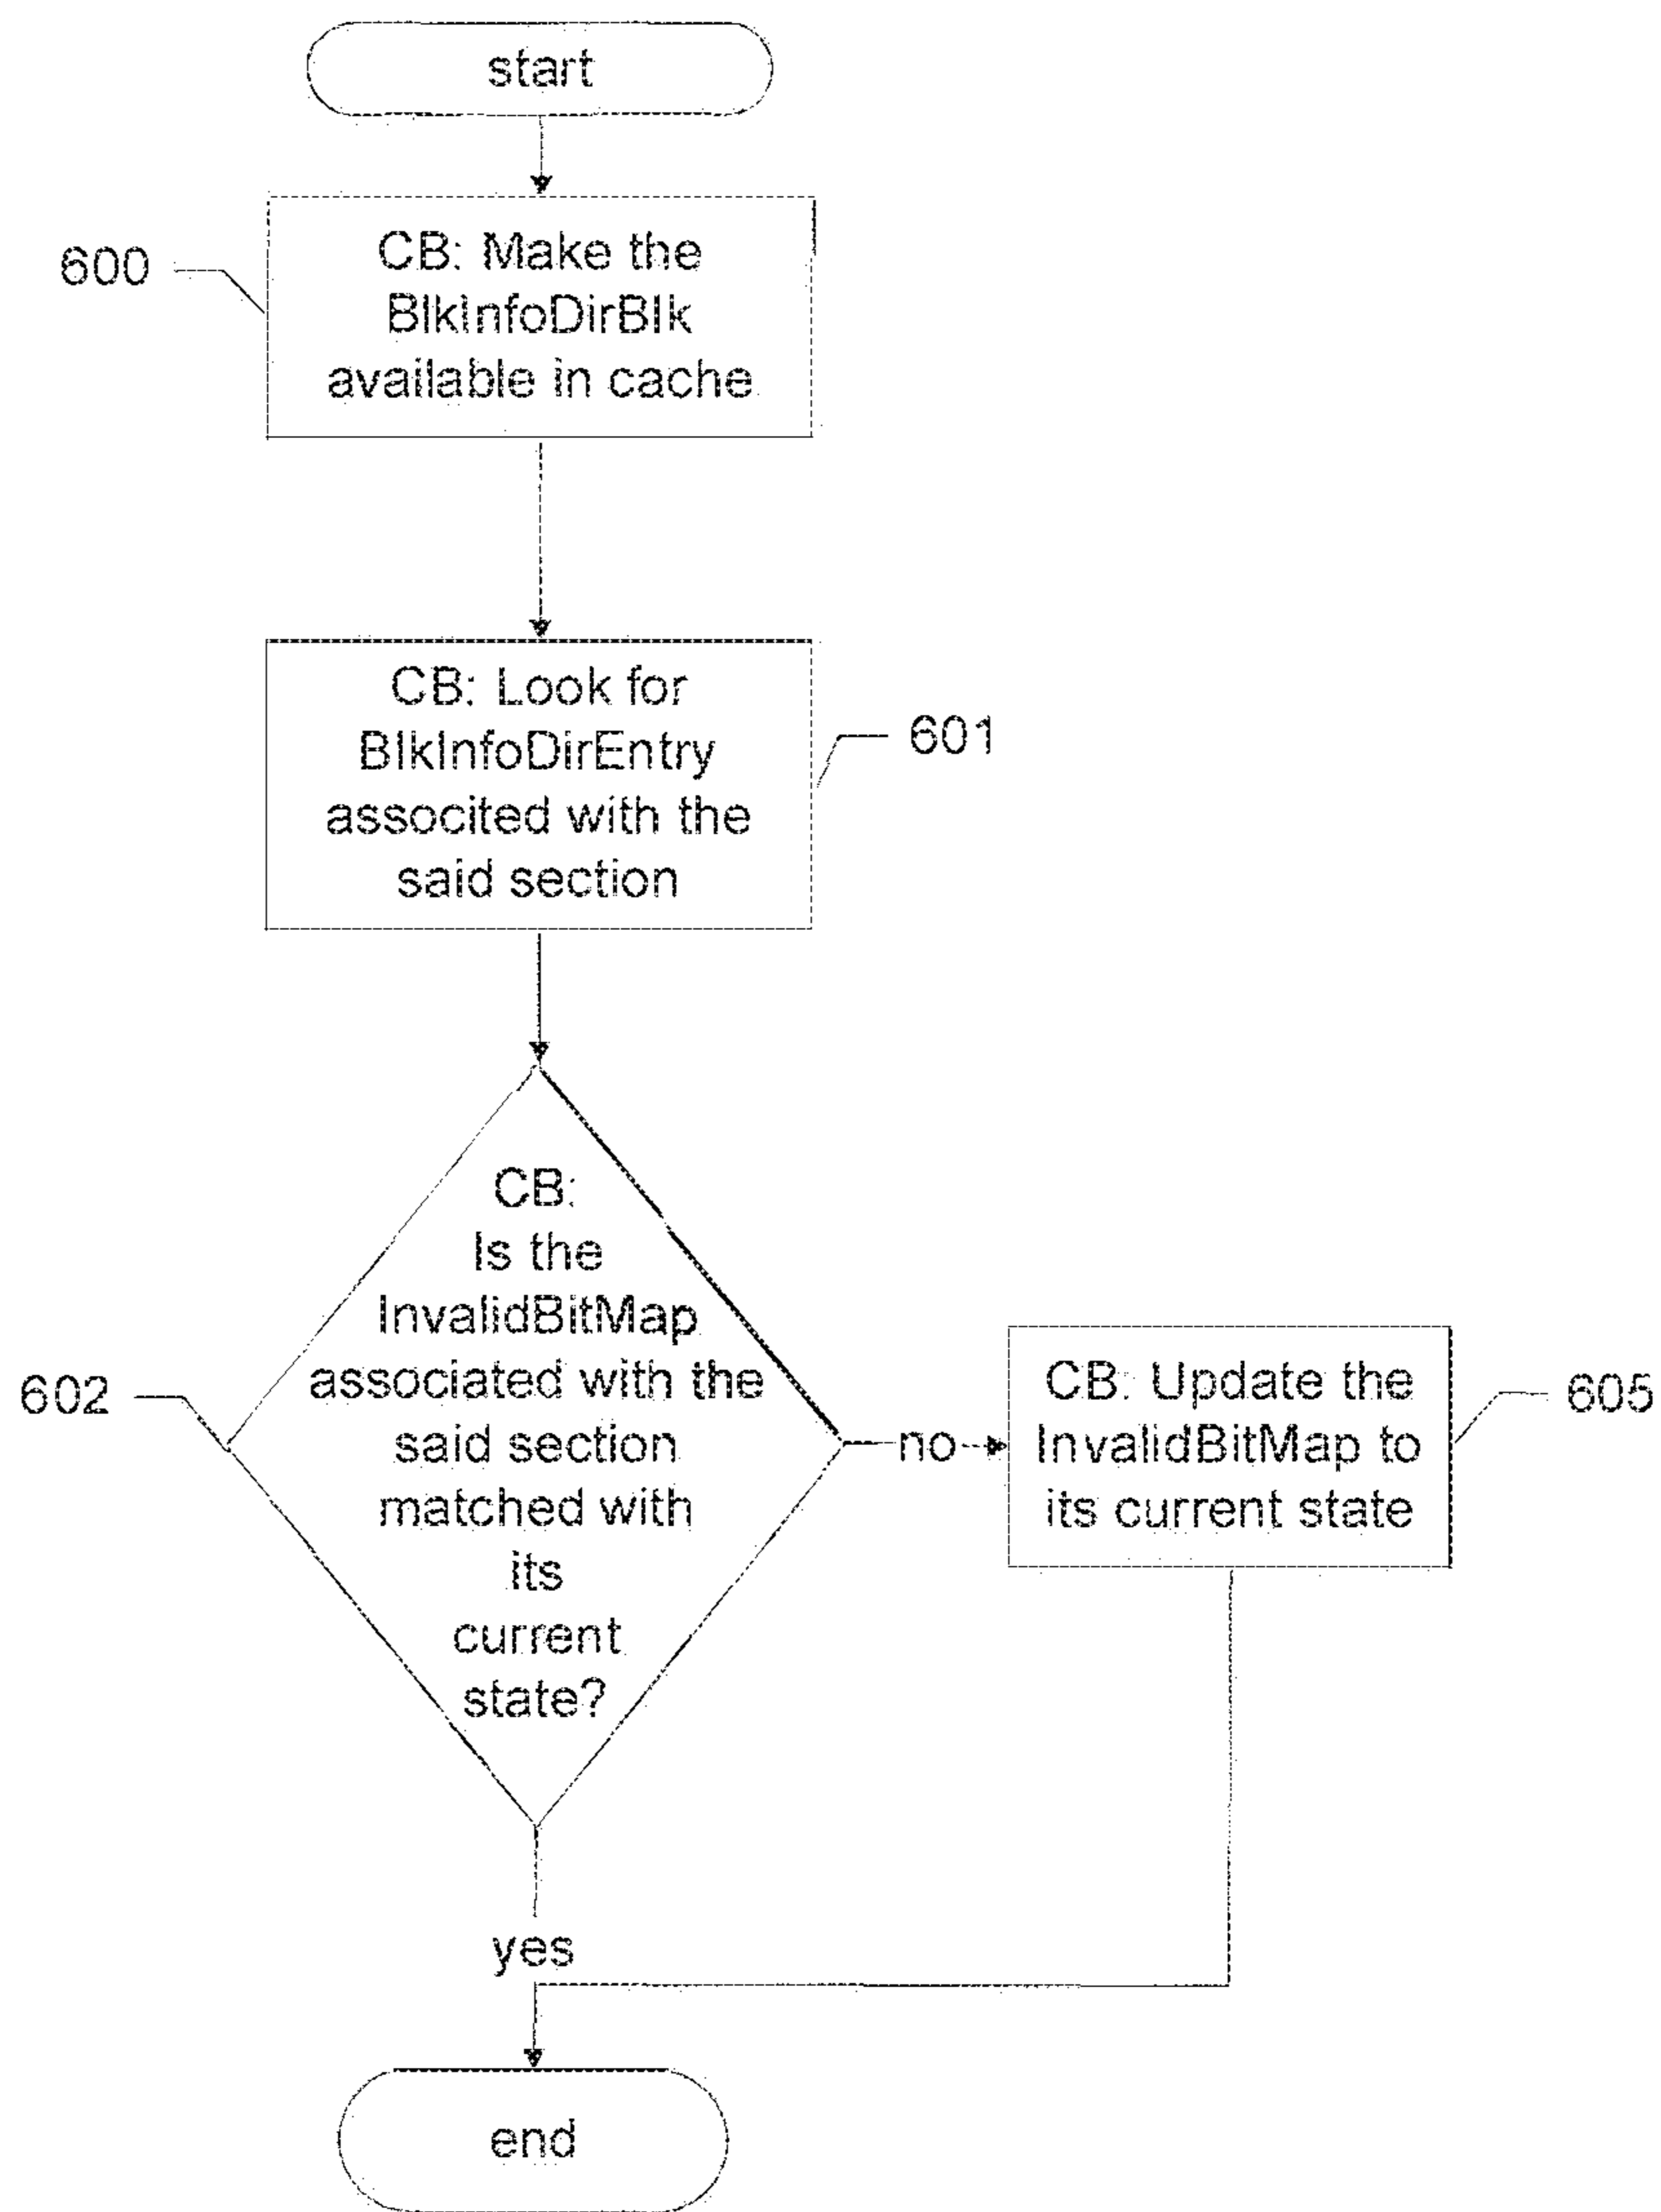 start
600
CB: Make the
BlkInfoDirBlk
available in cache
CB: Look for
BlkInfoDirEntry
associted with the
said section
601
CB:
Is the
InvalidBitMap
associated with the
said section
matched with
its
current
state?
602
no
CB: Update the
InvalidBitMap to
its current state
605
yes
end